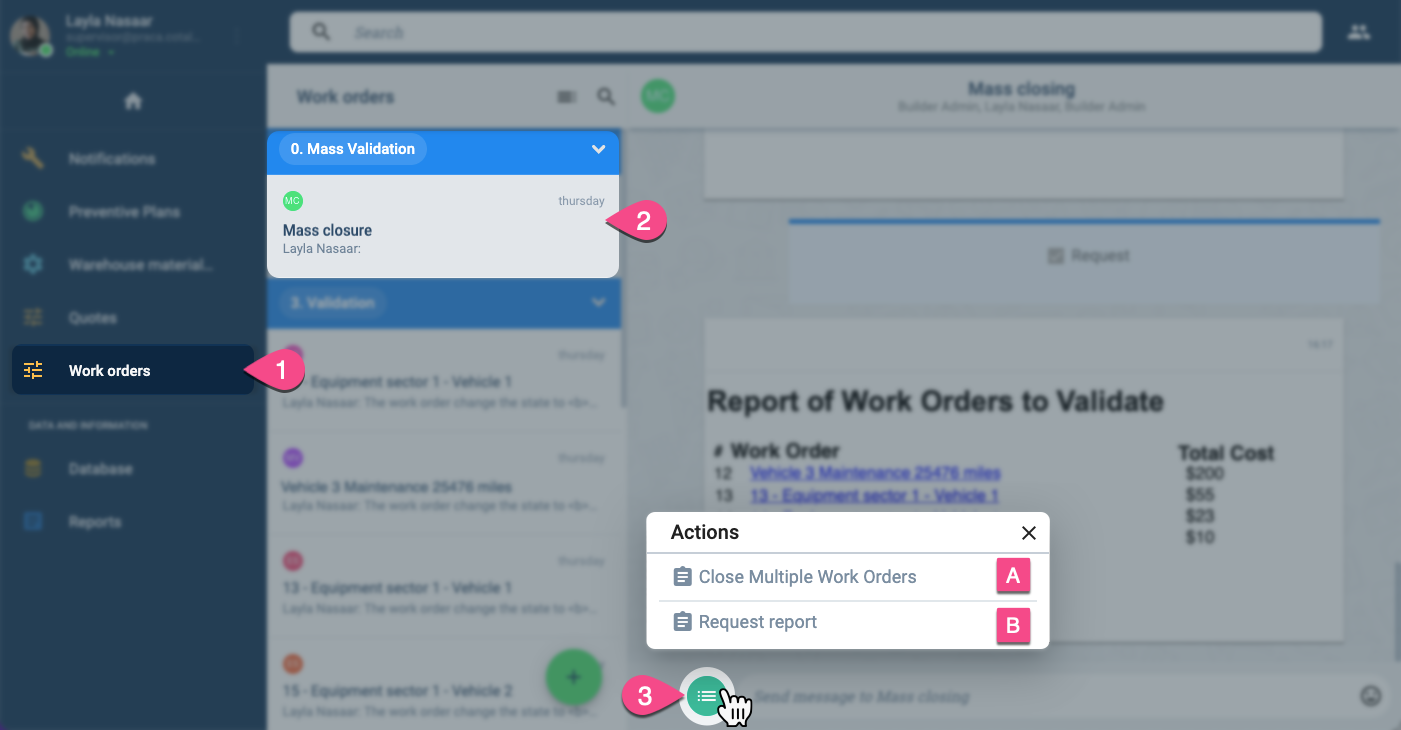 Layla Nasaar
Online
Search
Notifications
Preventive Plans
Warehouse material...
Quotes
Work orders
1
DATA AND INFORMATION
Database
Reports
Work orders
0. Mass Validation
MC
thursday
Mass closure
Layla Nasaar:
2
3. Validation
thursday
- Equipment sector 1 - Vehicle 1
Layla Nasaar: The work order change the state to <b>...
thursday
Vehicle 3 Maintenance 25476 miles
Layla Nasaar: The work order change the state to <b>...
thursday
13 - Equipment sector 1 - Vehicle 1
Layla Nasaar: The work order change the state to <b>...
15 - Equipment sector 1 - Vehicle 2
Layla Nasaar: The work order change the state to <b>...
+
MC
Mass closing
Builder Admin, Layla Nasaar, Builder Admin
Request
Report of Work Orders to Validate
# Work Order Total Cost
12 Vehicle 3 Maintenance 25476 miles $200
13 13 - Equipment sector 1 - Vehicle 1 $55
$23
$10
Actions
Close Multiple Work Orders A
Request report B
3
Send message to Mass closing